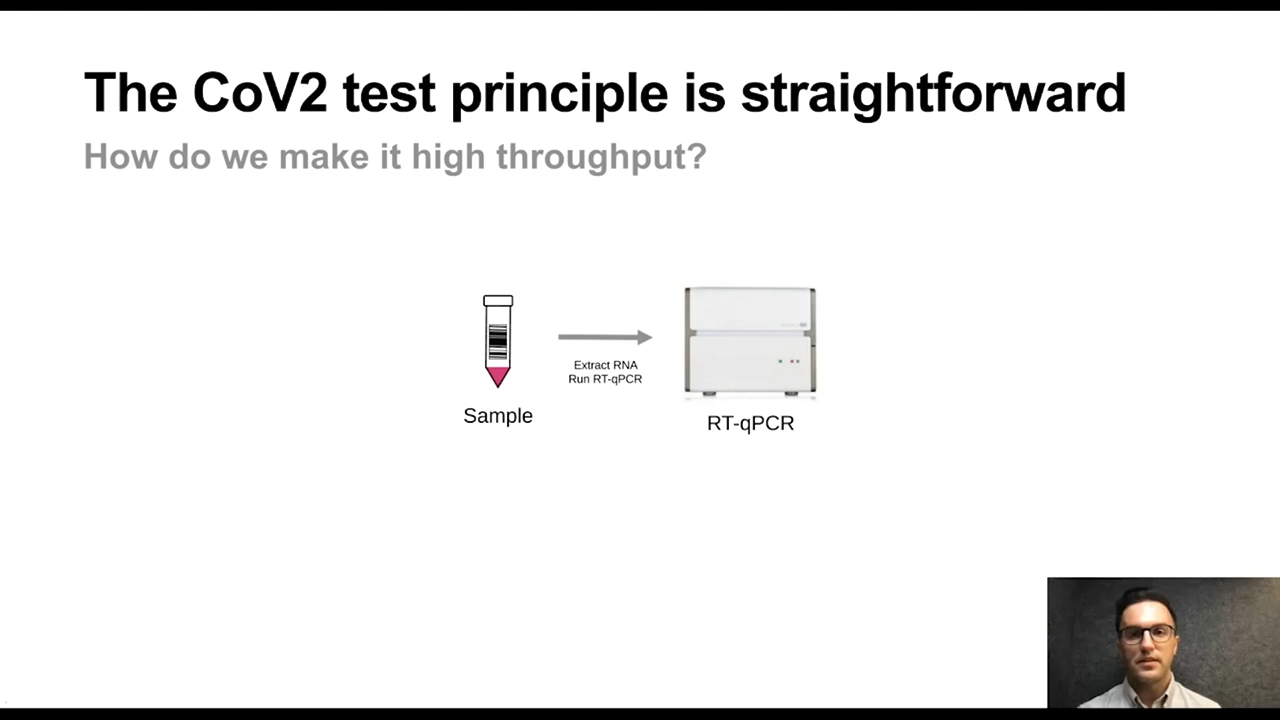 The CoV2 test principle is straightforward
How do we make it high throughput?
Extract RNA
Run RT-qPCR
Sample
RT-qPCR